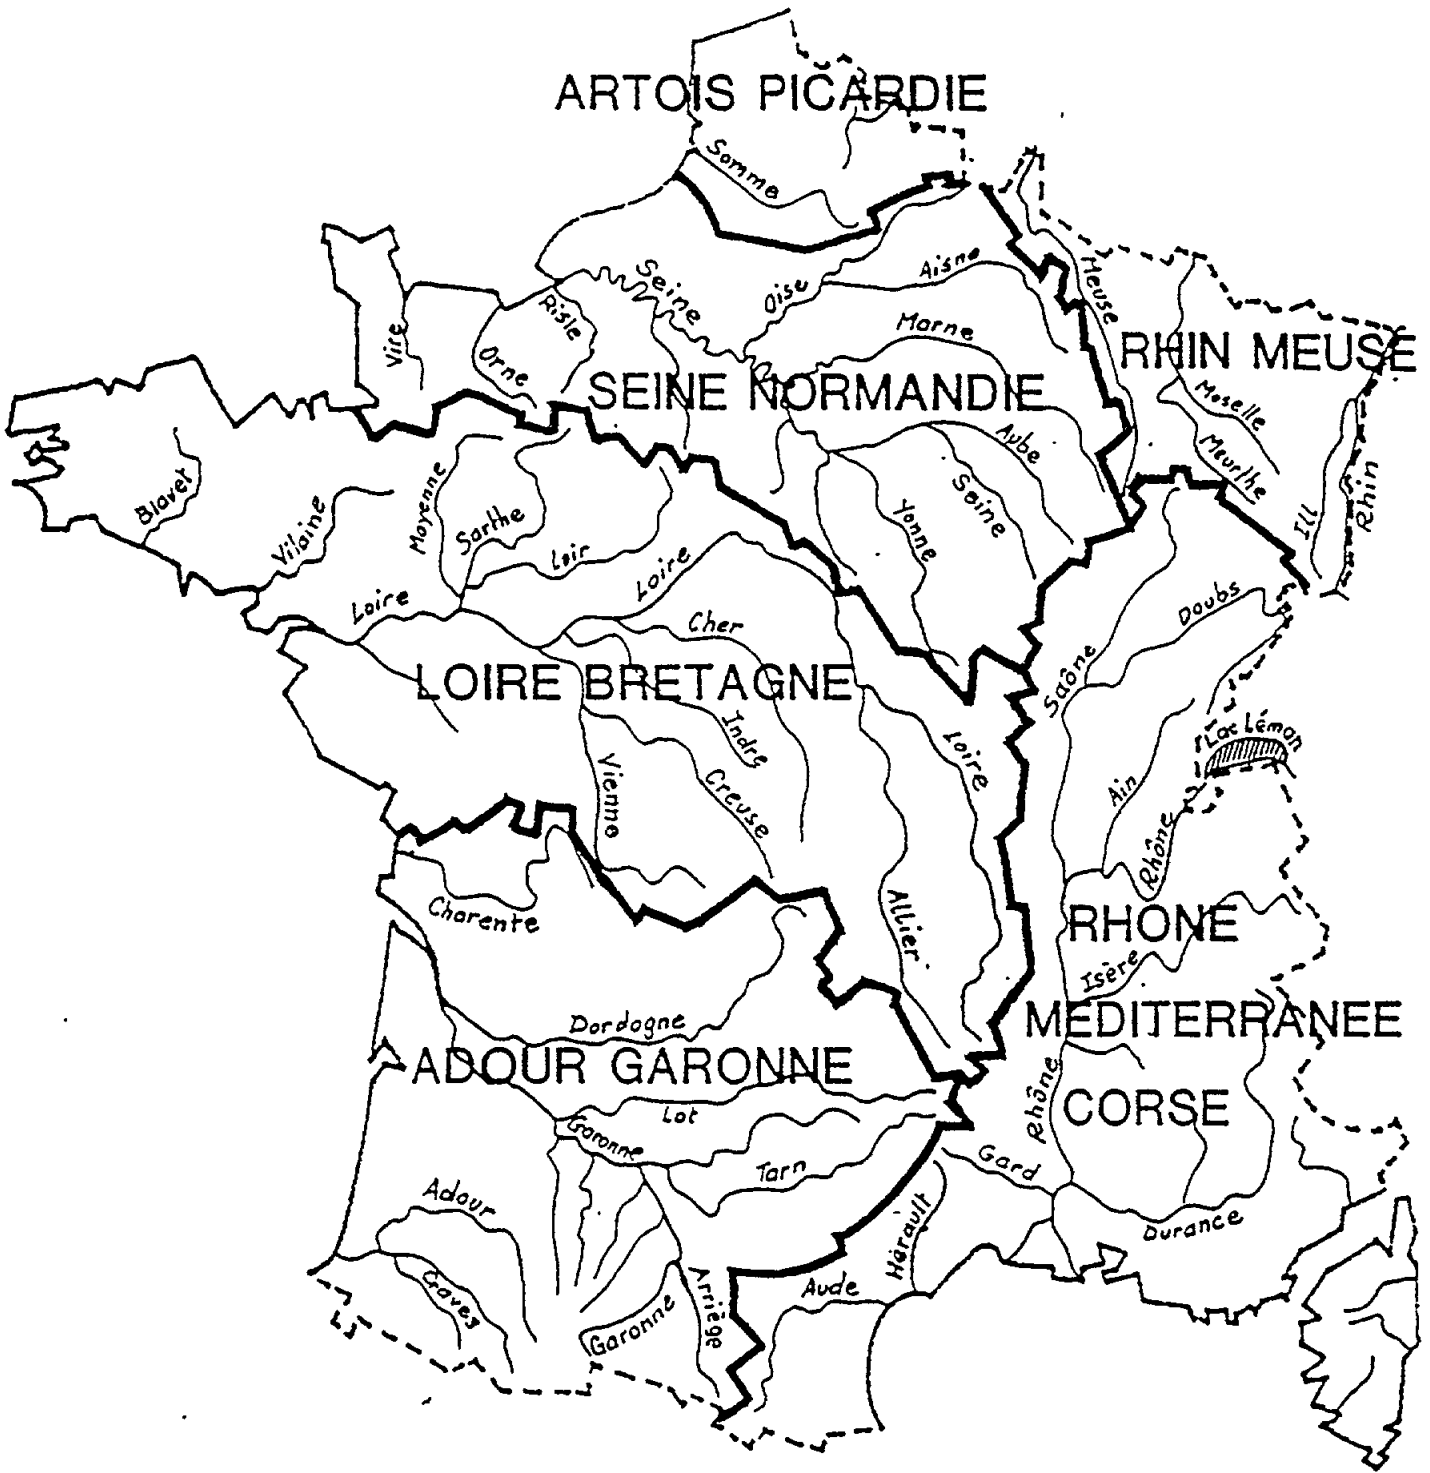 ARTOIS PICARDIE
Somme
Seine
Oise
Aisne
Meuse
Risle
Vire
Orne
Marne
RHIN MEUSE
SEINE NORMANDIE
Moselle
Meurthe
Aube
Seine
Yonne
Ill
Rhin
Blavet
Vilaine
Mayenne
Sarthe
Loir
Loire
Loire
Cher
Doubs
Saône
LOIRE BRETAGNE
Indre
Loire
Lac Léman
Vienne
Creuse
Ain
Rhône
Charente
Allier
RHONE
Isère
MEDITERRANEE
Dordogne
ADOUR GARONNE
Rhône
CORSE
Lot
Garonne
Tarn
Gard
Adour
Hérault
Durance
Gaves
Garonne
Arriège
Aude